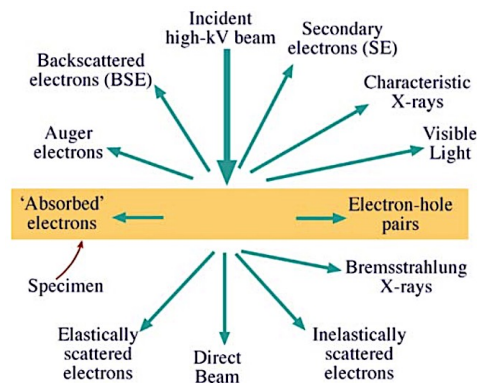 Incident
high-kV beam
Secondary
electrons (SE)
Backscattered
electrons (BSE)
Characteristic
X-rays
Auger
electrons
Visible
Light
‘Absorbed’
electrons
Electron-hole
pairs
Specimen
Bremsstrahlung
X-rays
Elastically
scattered
electrons
Direct
Beam
Inelastically
scattered
electrons